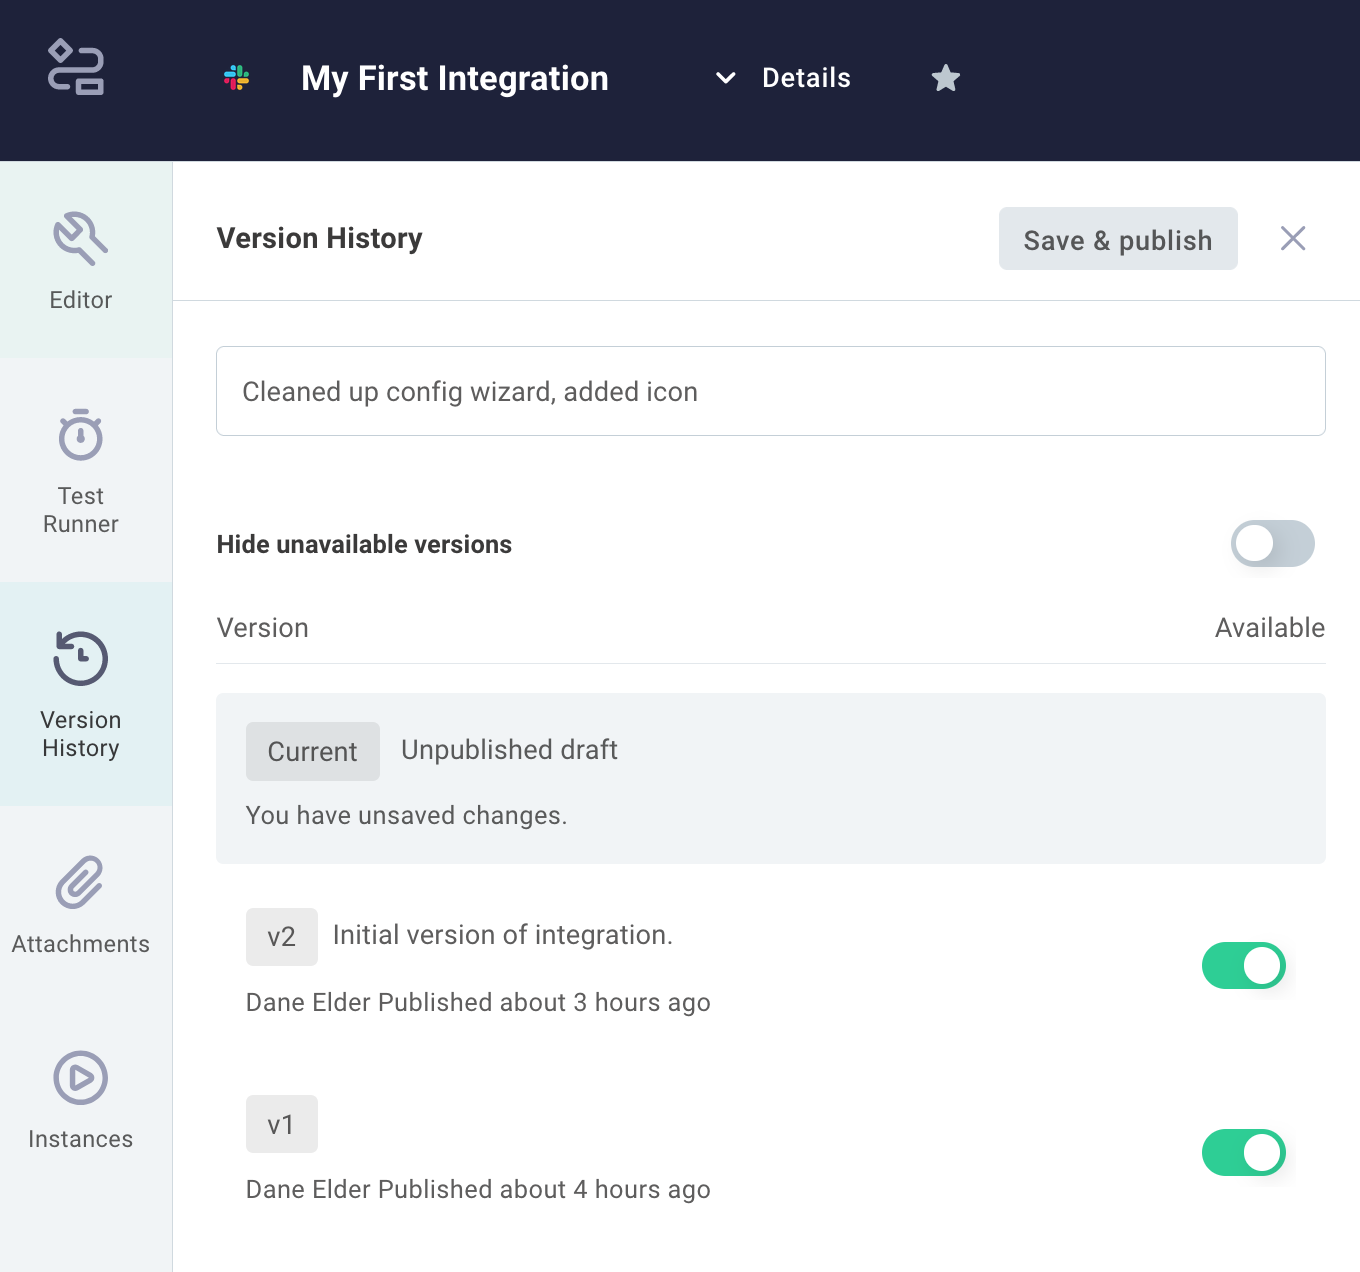 My First Integration
Details
Editor
Test
Runner
Version
History
Attachments
Instances
Version History
Save & publish
Cleaned up config wizard, added icon
Hide unavailable versions
Version
Available
Current
Unpublished draft
You have unsaved changes.
v2
Initial version of integration.
Dane Elder Published about 3 hours ago
v1
Dane Elder Published about 4 hours ago